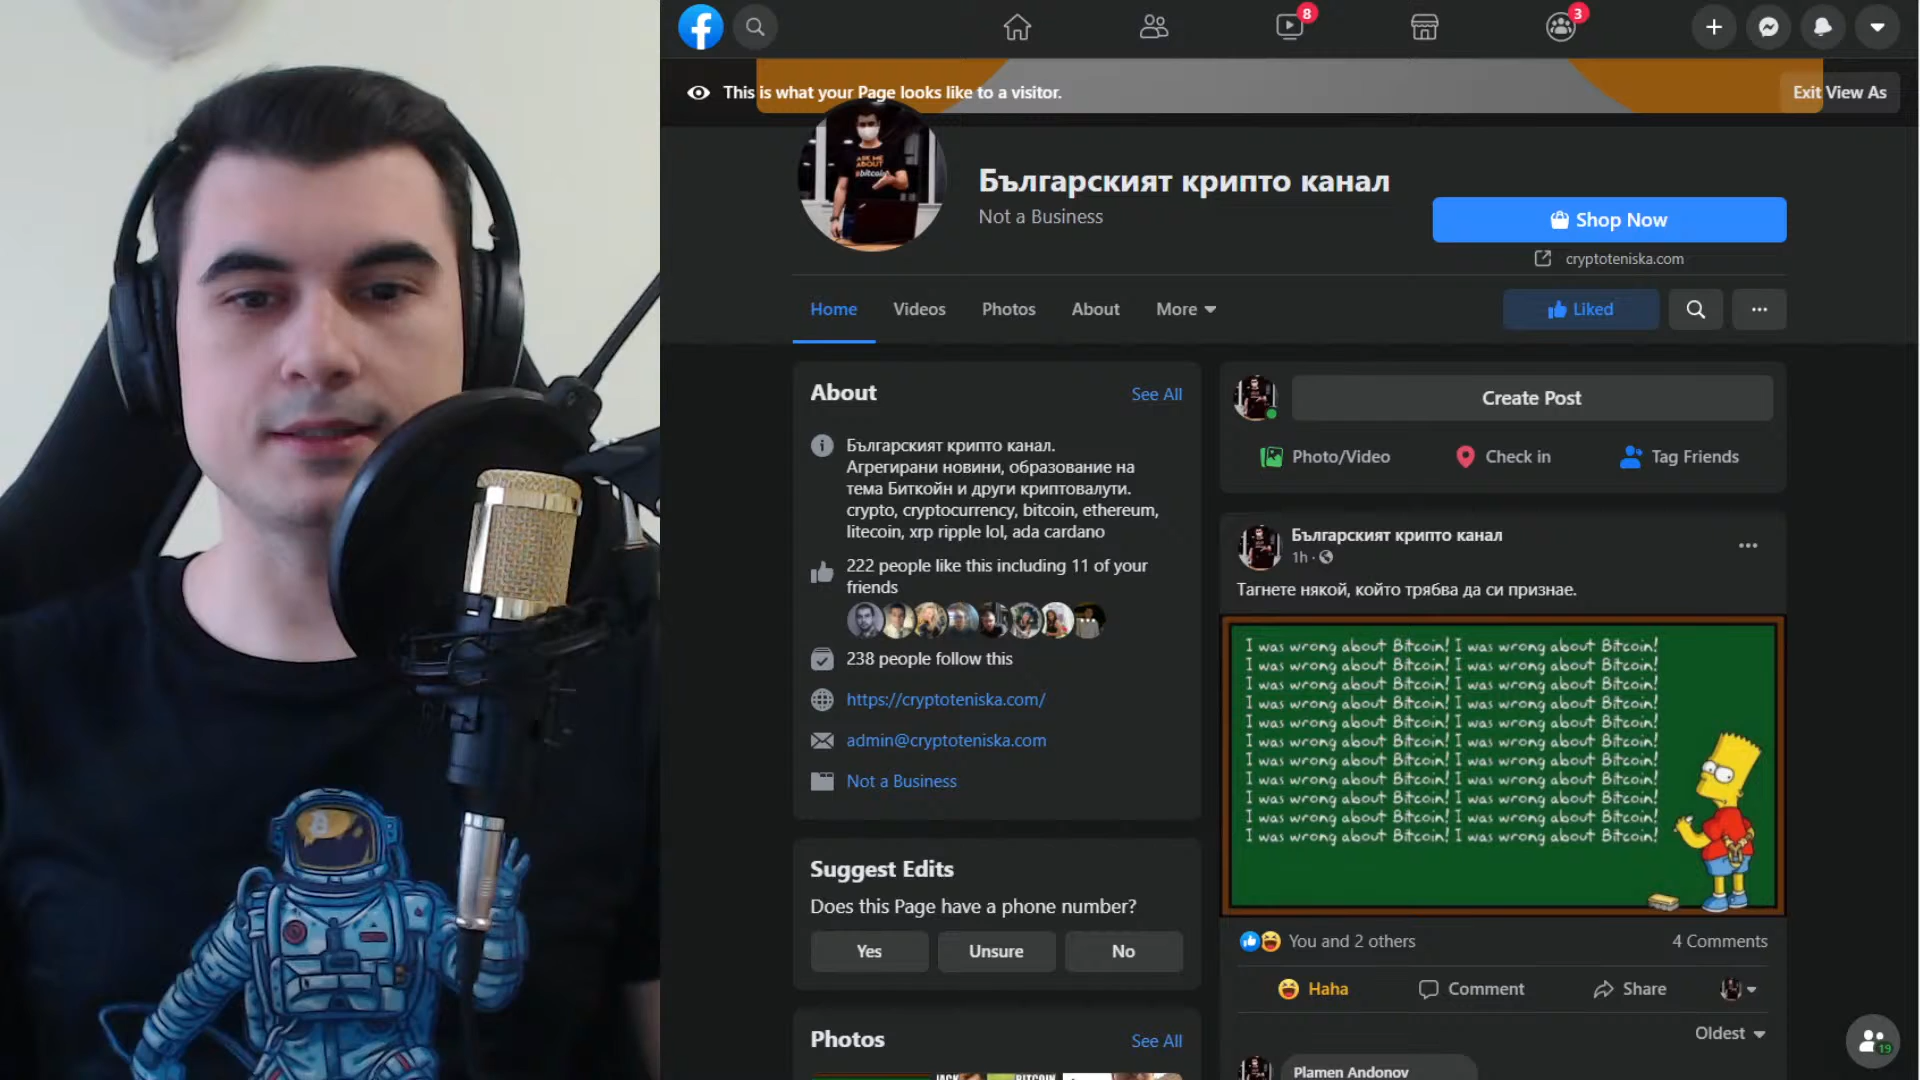 8
3
This is what your Page looks like to a visitor.
Exit View As
ASK ME
ABOUT
#bitcoin
Българският крипто канал
Not a Business
Shop Now
cryptoteniska.com
Home
Videos
Photos
About
More
Liked
About
See All
Българският крипто канал.
Агрегирани новини, образование на
тема Биткойн и други криптовалути.
crypto, cryptocurrency, bitcoin, ethereum,
litecoin, xrp ripple lol, ada cardano
222 people like this including 11 of your
friends
238 people follow this
https://cryptoteniska.com/
admin@cryptoteniska.com
Not a Business
Suggest Edits
Does this Page have a phone number?
Yes
Unsure
No
Photos
See All
Create Post
Photo/Video
Check in
Tag Friends
Българският крипто канал
1h ·
Тагнете някой, който трябва да си признае.
I was wrong about Bitcoin! I was wrong about Bitcoin!
I was wrong about Bitcoin! I was wrong about Bitcoin!
I was wrong about Bitcoin! I was wrong about Bitcoin!
I was wrong about Bitcoin! I was wrong about Bitcoin!
I was wrong about Bitcoin! I was wrong about Bitcoin!
I was wrong about Bitcoin! I was wrong about Bitcoin!
I was wrong about Bitcoin! I was wrong about Bitcoin!
I was wrong about Bitcoin! I was wrong about Bitcoin!
I was wrong about Bitcoin! I was wrong about Bitcoin!
I was wrong about Bitcoin! I was wrong about Bitcoin!
I was wrong about Bitcoin! I was wrong about Bitcoin!
You and 2 others
4 Comments
Haha
Comment
Share
Oldest
Plamen Andonov
19